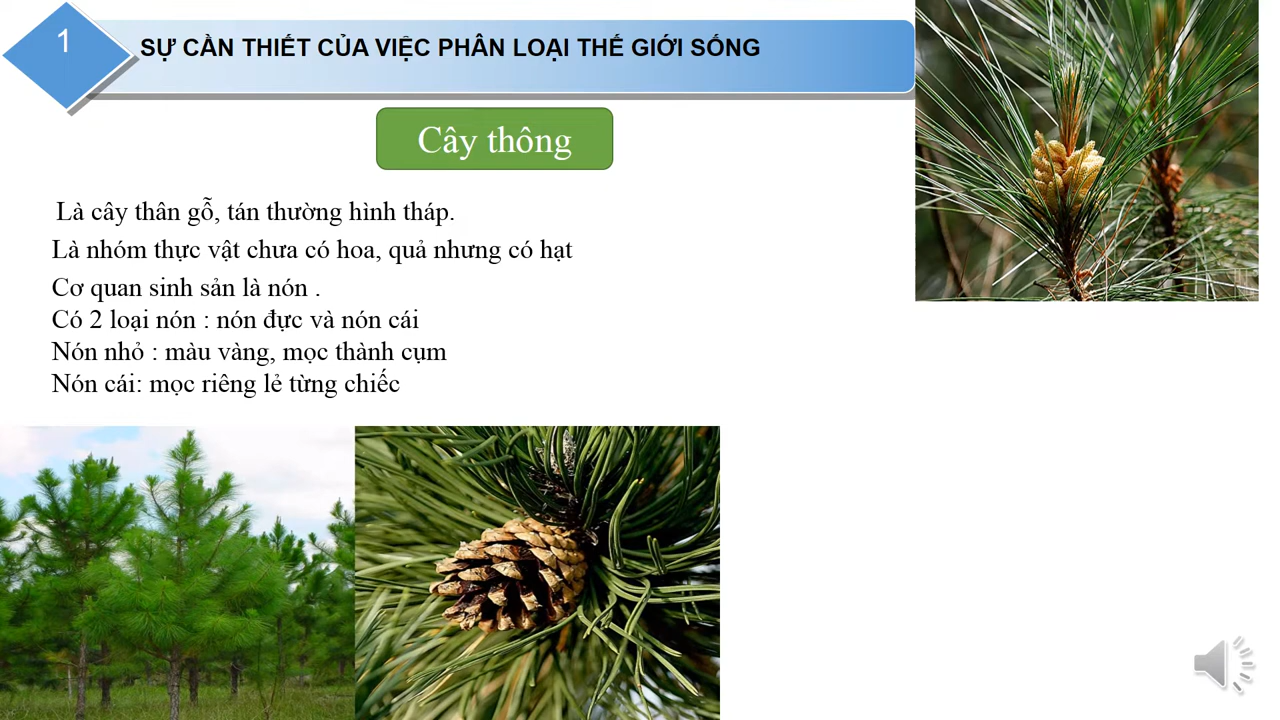 1
SỰ CẦN THIẾT CỦA VIỆC PHÂN LOẠI THẾ GIỚI SỐNG
Cây thông
Là cây thân gỗ, tán thường hình tháp.
Là nhóm thực vật chưa có hoa, quả nhưng có hạt
Cơ quan sinh sản là nón .
Có 2 loại nón : nón đực và nón cái
Nón nhỏ : màu vàng, mọc thành cụm
Nón cái: mọc riêng lẻ từng chiếc